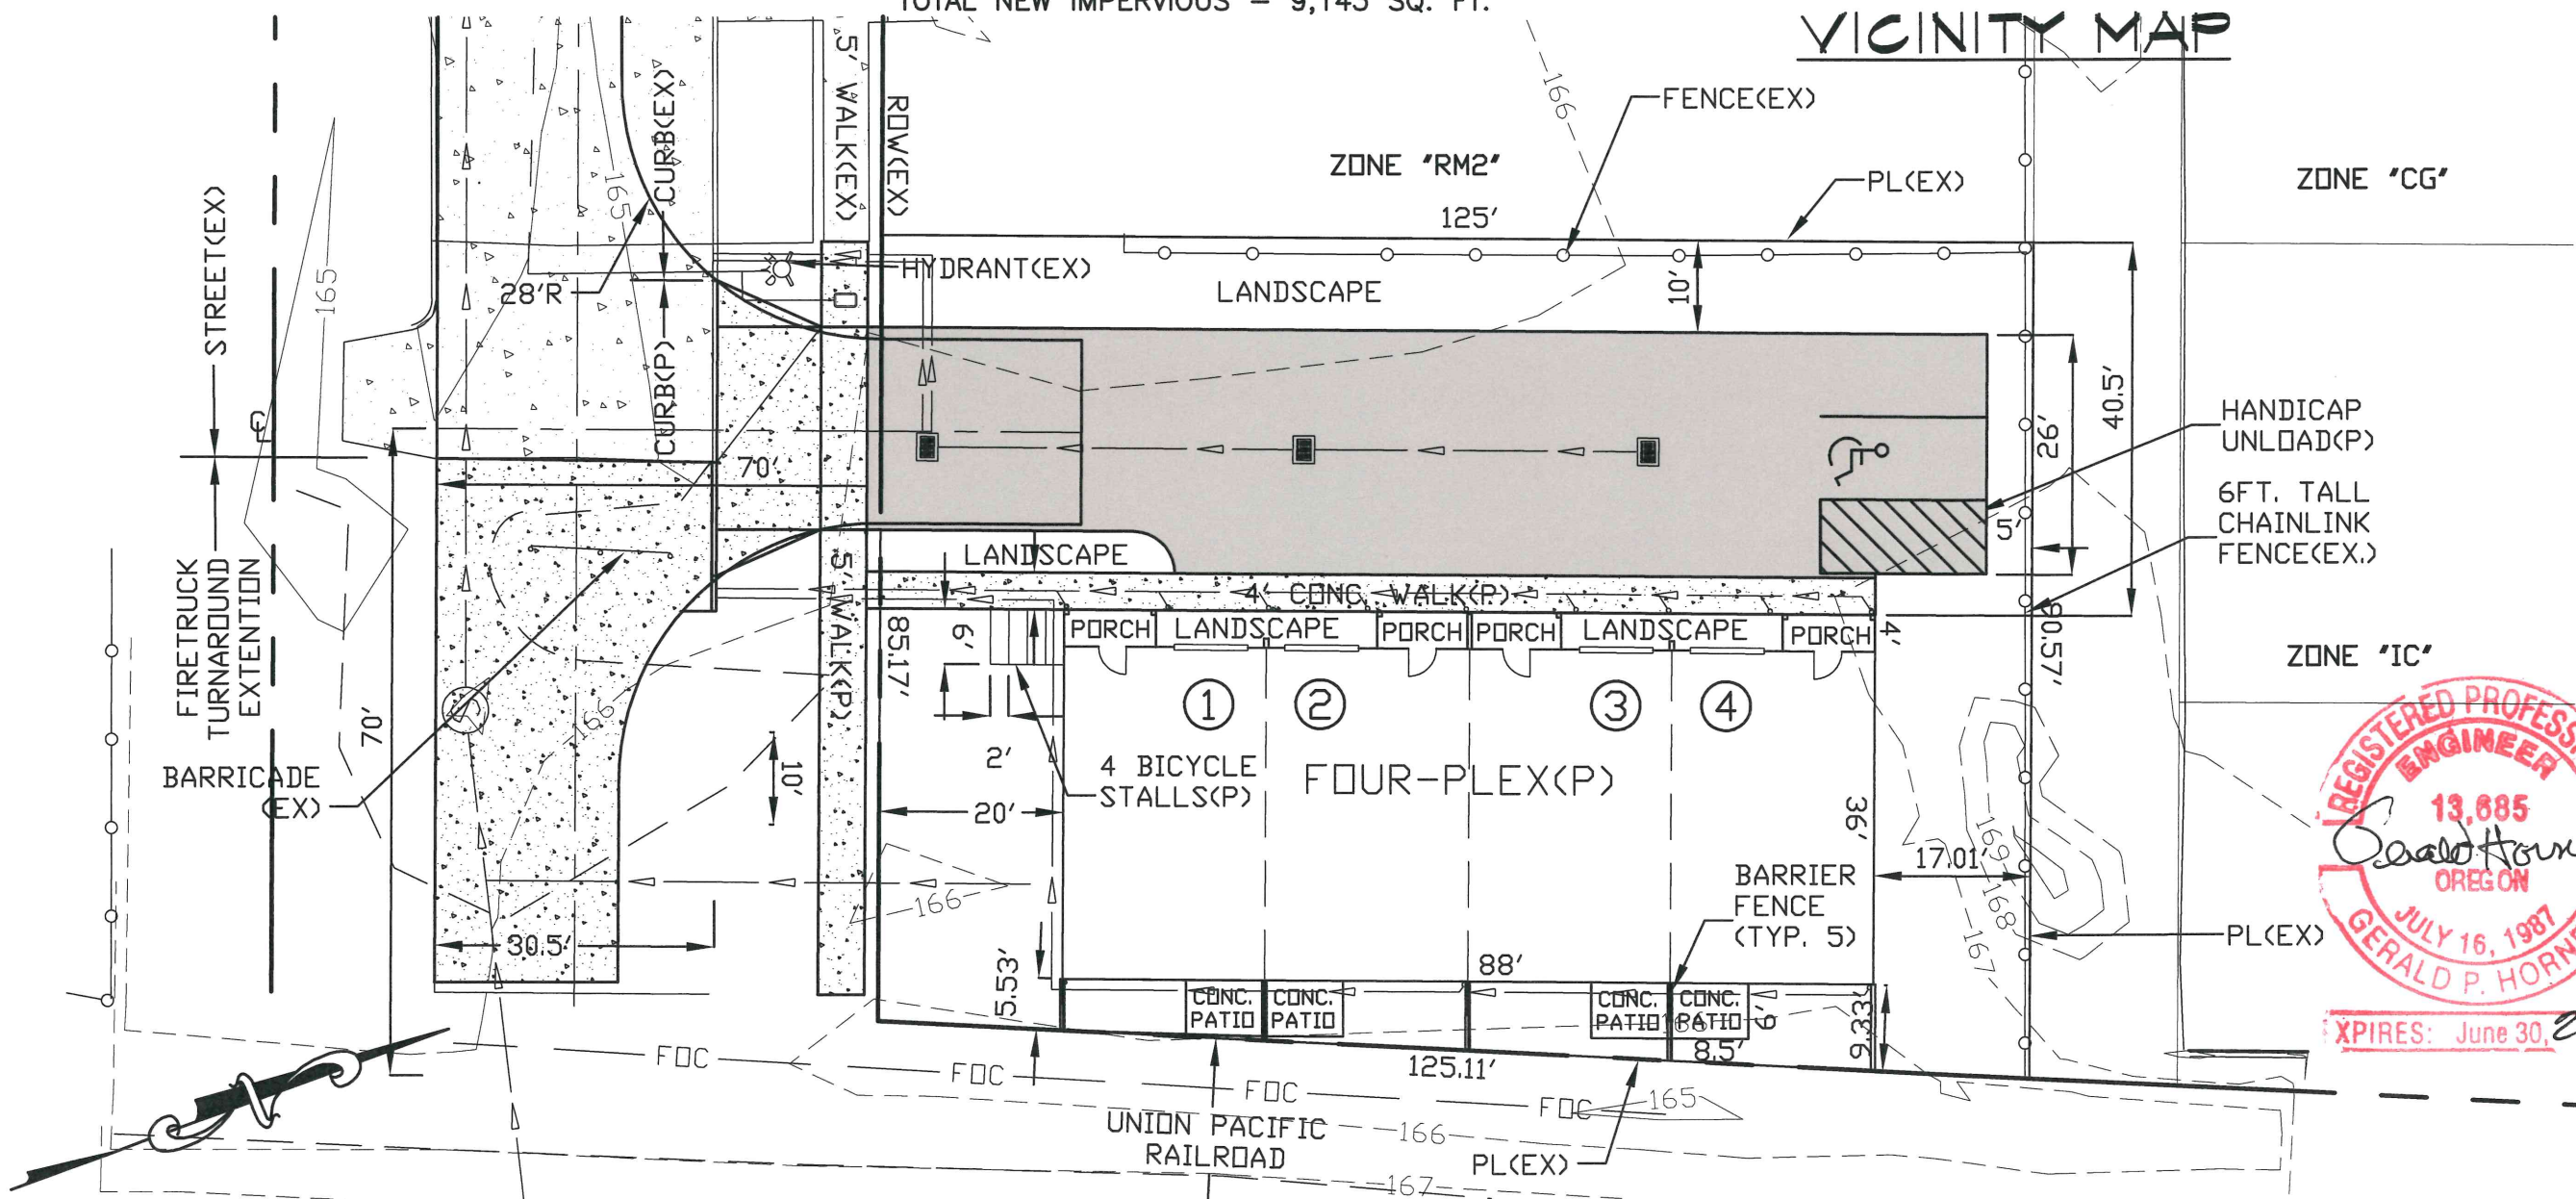 TOTAL NEW IMPERVIOUS – 9,145 SQ. FT.
VICINITY MAP
STREET(EX)
165
℄
FIRETRUCK
TURNAROUND
EXTENTION
70'
BARRICADE
(EX)
CURB(EX)
165
28'R
CURB(P)
70'
5' WALK(EX)
ROW(EX)
HYDRANT(EX)
166
FENCE(EX)
ZONE "RM2"
PL(EX)
125'
ZONE "CG"
LANDSCAPE
10'
26'
40.5'
HANDICAP
UNLOAD(P)
5'
6FT. TALL
CHAINLINK
FENCE(EX.)
90.57'
ZONE "IC"
LANDSCAPE
4' CONC. WALK(P)
PORCH
LANDSCAPE
PORCH
PORCH
LANDSCAPE
PORCH
4'
5' WALK(P)
85.17'
6'
2'
20'
10'
166
1
2
3
4
4 BICYCLE
STALLS(P)
FOUR-PLEX(P)
36'
17.01'
BARRIER
FENCE
(TYP. 5)
169
168
167
PL(EX)
30.5'
166
5.53'
88'
CONC.
PATIO
CONC.
PATIO
CONC.
PATIO
CONC.
PATIO
166
6'
8.5'
9.33'
125.11'
FOC
FOC
FOC
FOC
165
UNION PACIFIC
RAILROAD
166
PL(EX)
167
N
REGISTERED
ENGINEER
13,685
OREGON
JULY 16, 1987
GERALD P.
June 30,